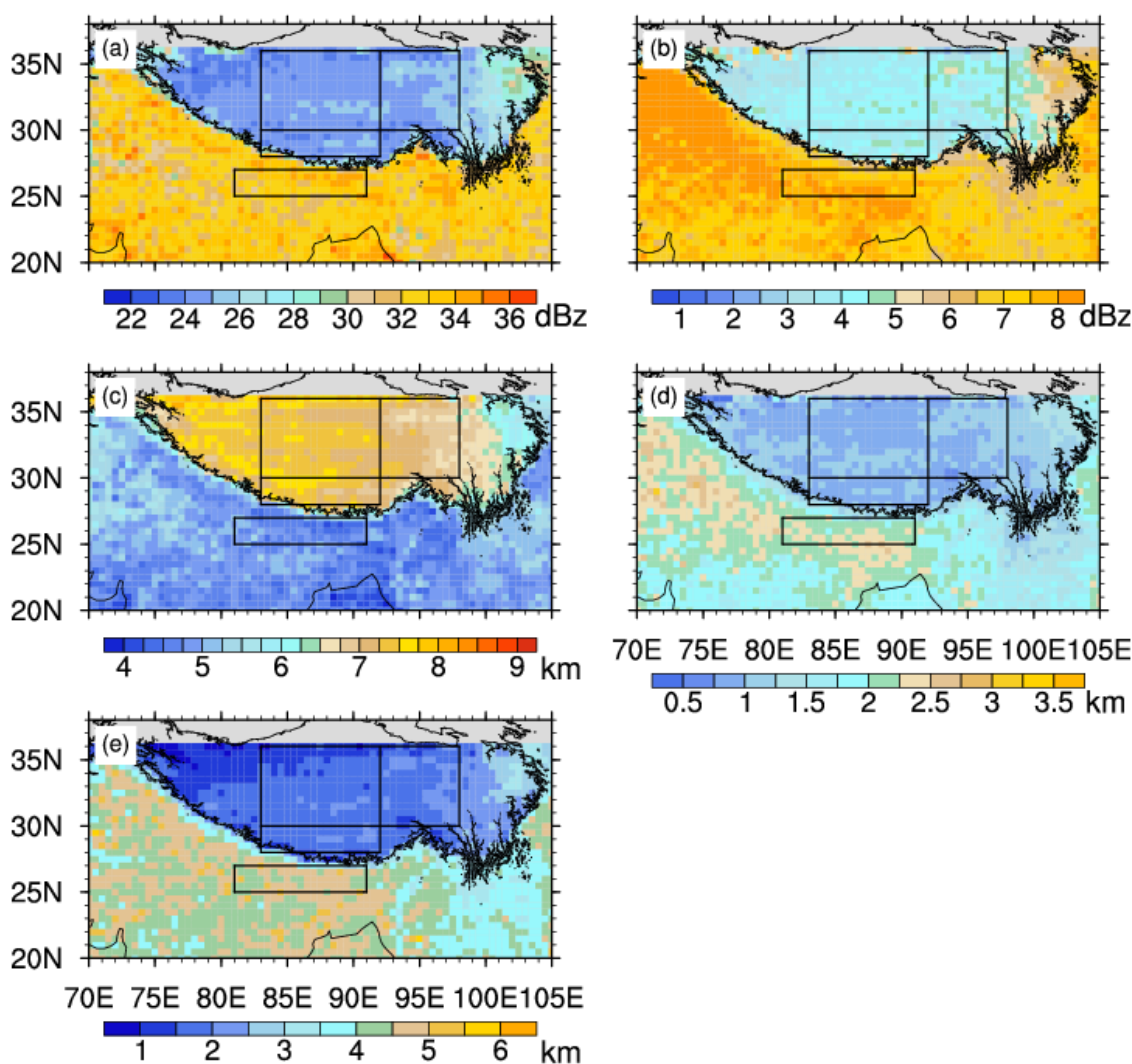 (a) (b)
35N 35N
30N 30N
25N 25N
20N 20N
22 24 26 28 30 32 34 36 dBz 1 2 3 4 5 6 7 8 dBz
(c) (d)
35N 35N
30N 30N
25N 25N
20N 20N
4 5 6 7 8 9 km 70E 75E 80E 85E 90E 95E 100E 105E
0.5 1 1.5 2 2.5 3 3.5 km
(e)
35N
30N
25N
20N
70E 75E 80E 85E 90E 95E 100E 105E
1 2 3 4 5 6 km